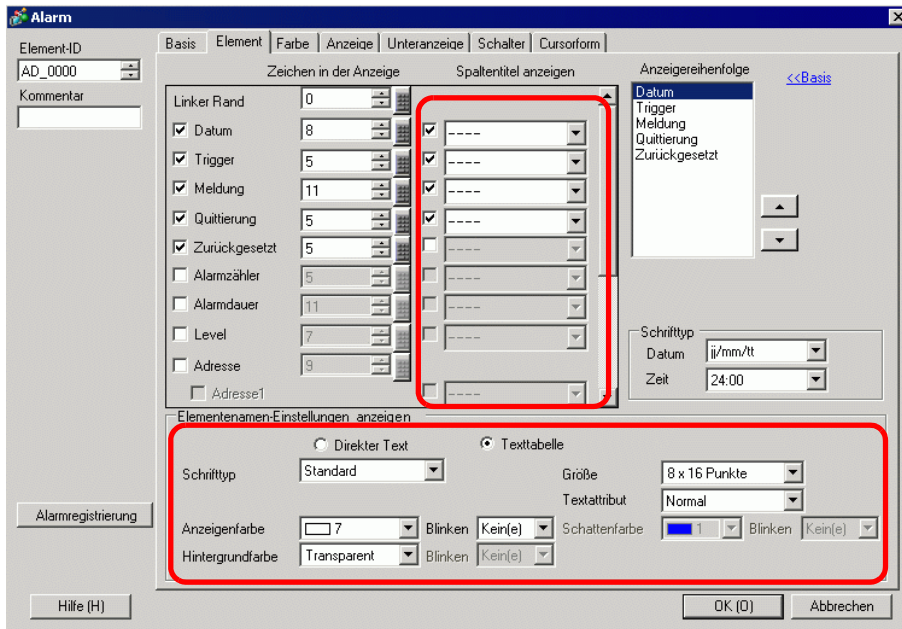 Alarm
Element-ID
AD_0000
Kommentar
Alarmregistrierung
Basis Element Farbe Anzeige Unteranzeige Schalter Cursorform
Zeichen in der Anzeige Spaltentitel anzeigen
Linker Rand 0
Datum 8 ----
Trigger 5 ----
Meldung 11 ----
Quittierung 5 ----
Zurückgesetzt 5 ----
Alarmzähler 5 ----
Alarmdauer 11 ----
Level 7 ----
Adresse 9
Adresse1 ----
Anzeigereihenfolge
<<Basis
Datum
Trigger
Meldung
Quittierung
Zurückgesetzt
Schrifttyp
Datum jj/mm/tt
Zeit 24:00
Elementenamen-Einstellungen anzeigen
Direkter Text Texttabelle
Schrifttyp Standard Größe 8 x 16 Punkte
Textattribut Normal
Anzeigenfarbe 7 Blinken Kein(e) Schattenfarbe 1 Blinken Kein(e)
Hintergrundfarbe Transparent Blinken Kein(e)
Hilfe (H) OK (O) Abbrechen